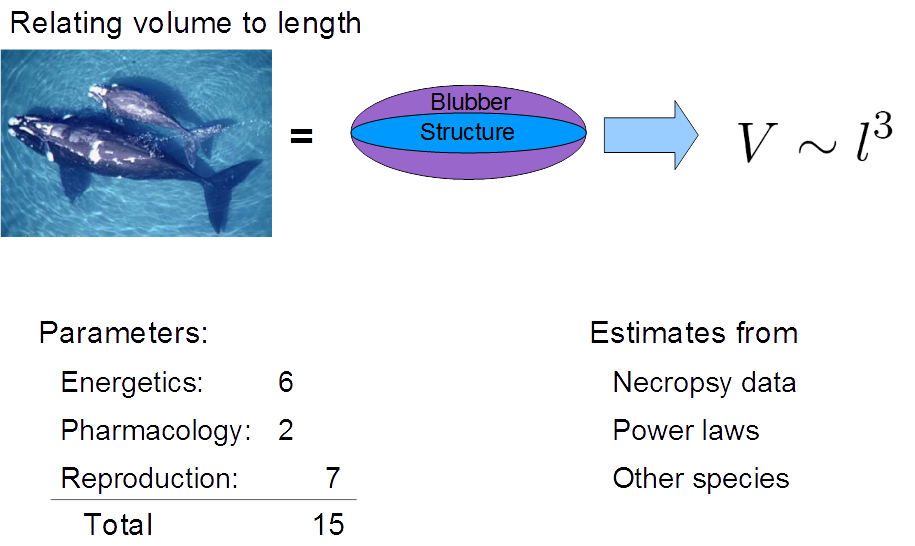 Relating volume to length
=
Blubber
Structure
V ~ l³
Parameters:
Energetics: 6
Pharmacology: 2
Reproduction: 7
Total 15
Estimates from
Necropsy data
Power laws
Other species